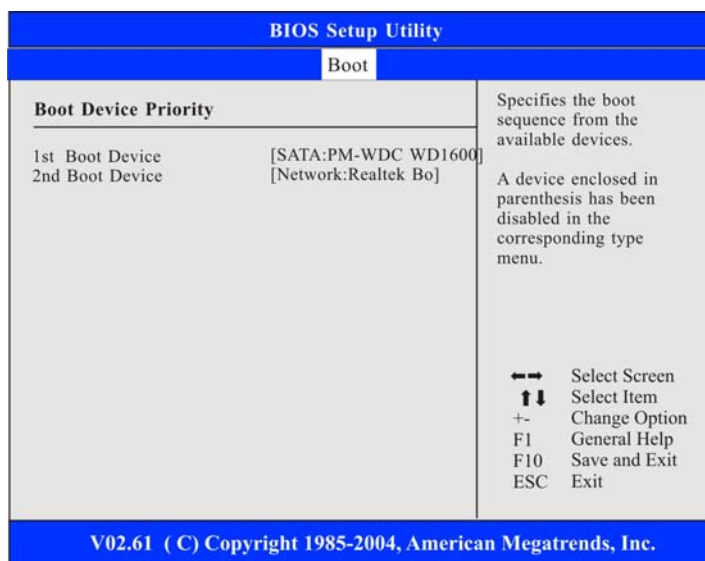 BIOS Setup Utility
Boot
Boot Device Priority
1st Boot Device [SATA:PM-WDC WD1600]
2nd Boot Device [Network:Realtek Bo]
Specifies the boot
sequence from the
available devices.
A device enclosed in
parenthesis has been
disabled in the
corresponding type
menu.
←→ Select Screen
↑↓ Select Item
+- Change Option
F1 General Help
F10 Save and Exit
ESC Exit
V02.61 ( C) Copyright 1985-2004, American Megatrends, Inc.